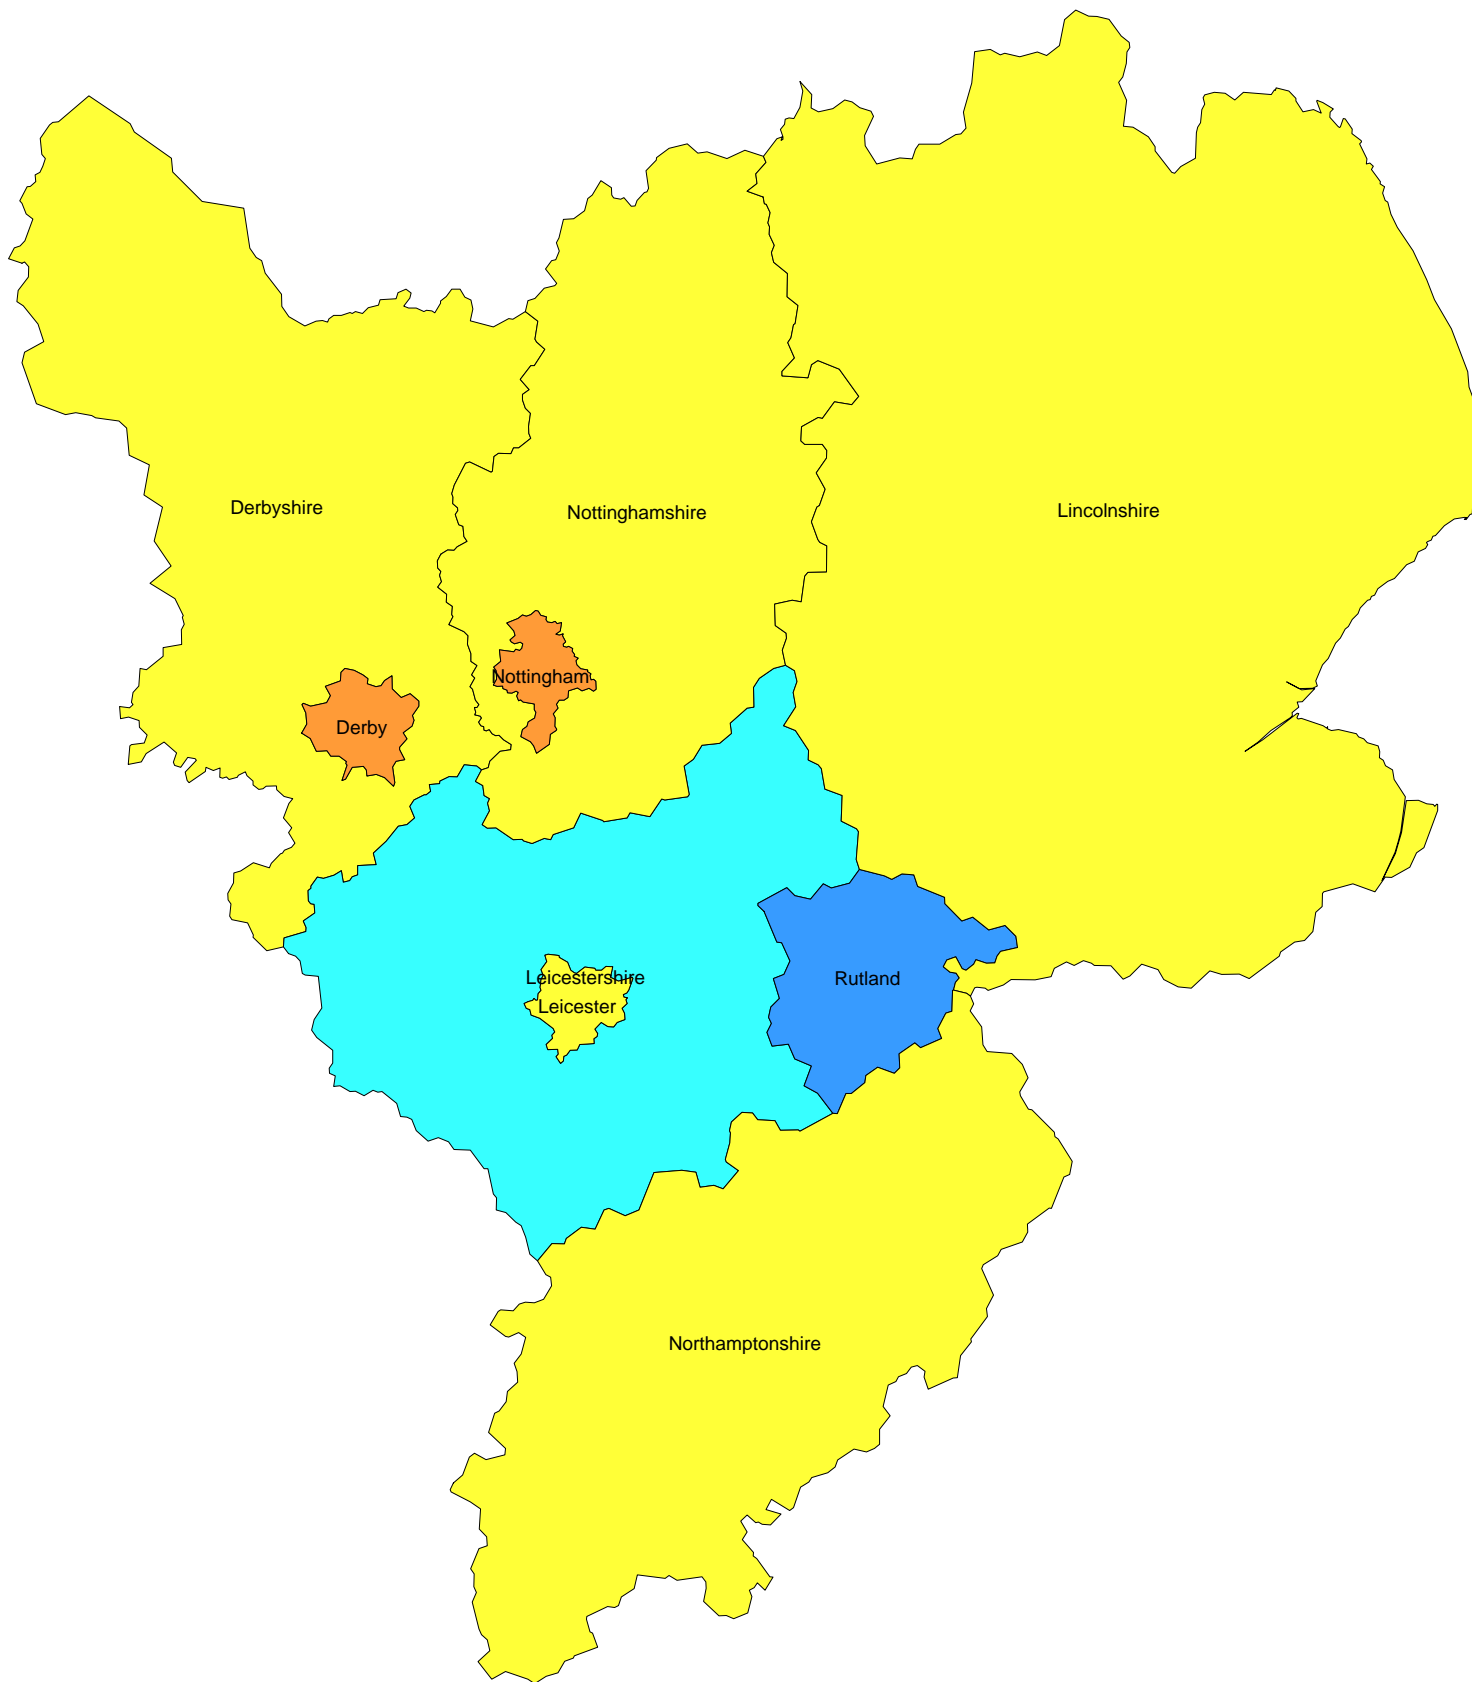 Derbyshire
Nottinghamshire
Lincolnshire
Nottingham
Derby
Leicestershire
Rutland
Leicester
Northamptonshire